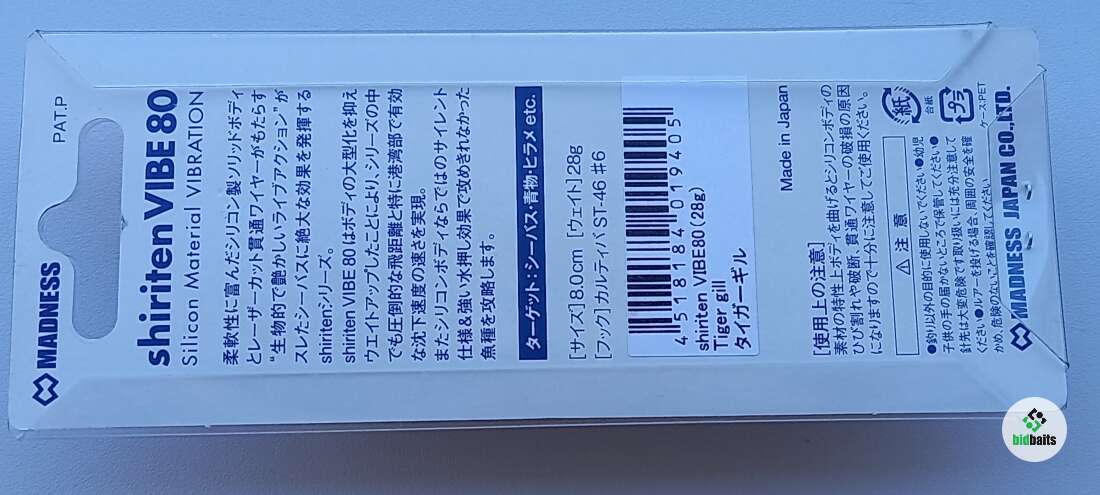 PAT.P
MADNESS
shiriten VIBE 80
Silicon Material VIBRATION
柔軟性に富んだシリコン製ソリッドボディ
とレーザーカット貫通ワイヤーがもたらす
“生物的で艶かしいライブアクション”が
スレたシーバスに絶大な効果を発揮する
shiritenシリーズ。
shiriten VIBE 80 はボディの大型化を抑え
ウエイトアップしたことにより、シリーズの中
でも圧倒的な飛距離と特に港湾部で有効
な沈下速度の速さを実現。
またシリコンボディならではのサイレント
仕様&強い水押し効果で攻めきれなかった
魚種を攻略します。
ターゲット:シーバス・青物・ヒラメ etc.
[サイズ]8.0cm [ウェイト]28g
[フック]カルティバ ST-46 #6
4 518184 019405
shiriten VIBE80(28g)
Tiger gill
タイガーギル
Made in Japan
[使用上の注意]
素材の特性上ボディを曲げるとシリコンボディの
ひび割れや破断、貫通ワイヤーの破損の原因
になりますので十分に注意してご使用ください。
⚠ 注意
●釣り以外の目的に使用しないでください●幼児
子供の手の届かないところで保管してください●
針先は大変危険です取り扱いには充分注意して
ください●ルアーを投げる場合、周囲の安全を確
かめ、危険のないことを確認してください
紙
台紙
プラ
ケース:PET
MADNESS JAPAN CO.,LTD.
bidbaits